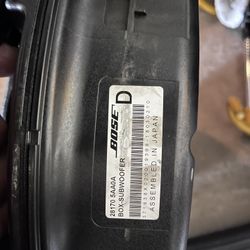 BOSE
D
28170 5AA0A
BOX-SUBWOOFER
ASSEMBLED IN JAPAN